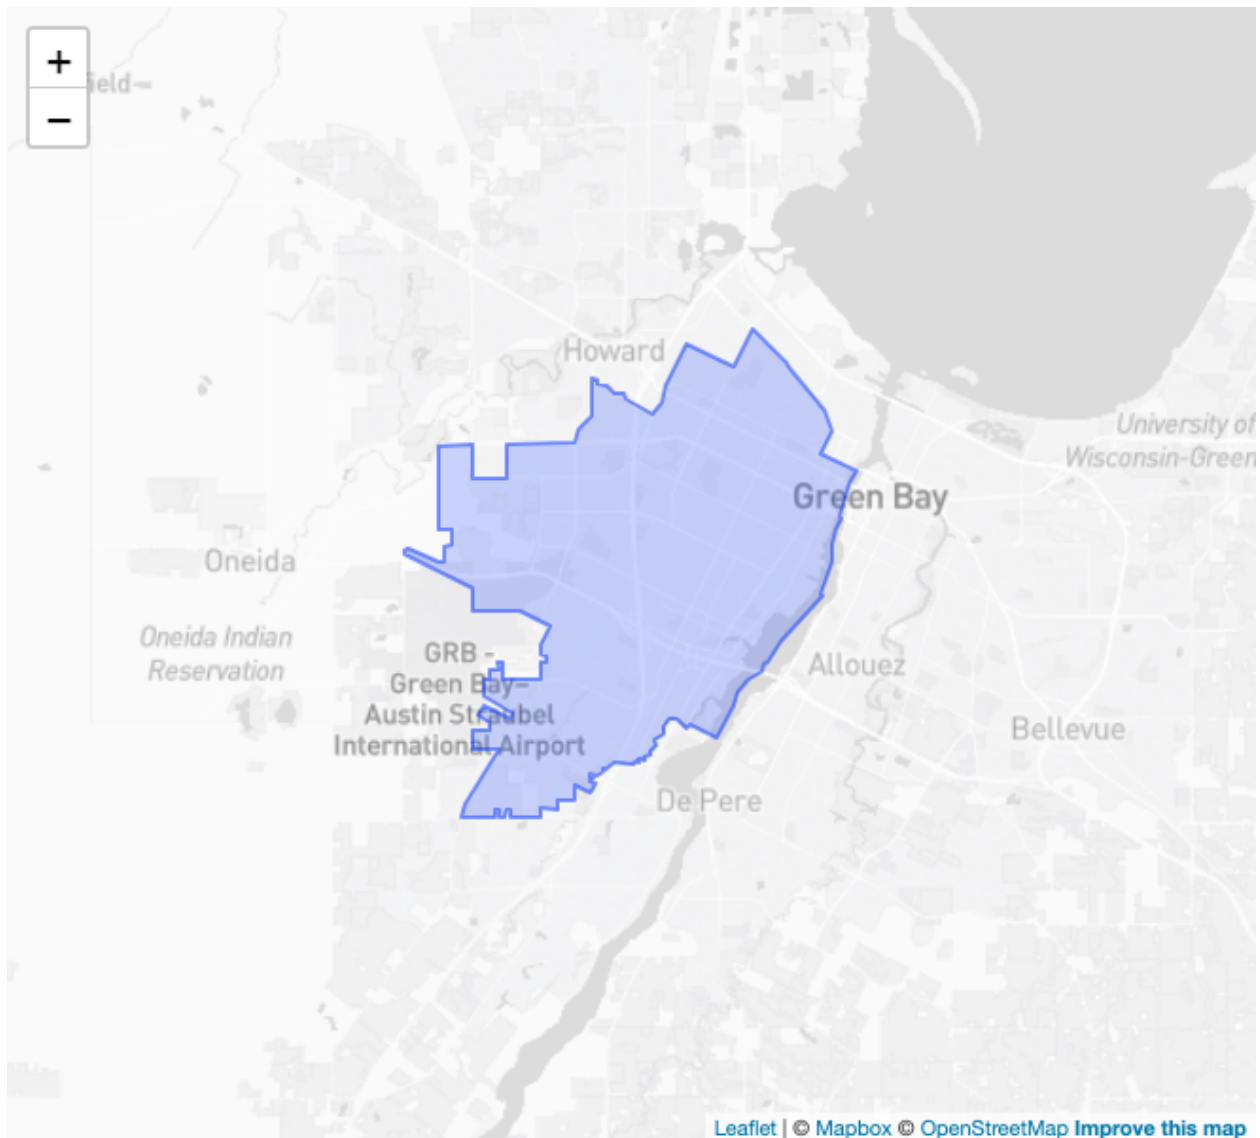 +
ield–
−
Howard
University of
Wisconsin-Green
Green Bay
Oneida
Oneida Indian
Reservation
GRB -
Green Bay–
Austin Straubel
International Airport
Allouez
Bellevue
De Pere
Leaflet | © Mapbox © OpenStreetMap Improve this map